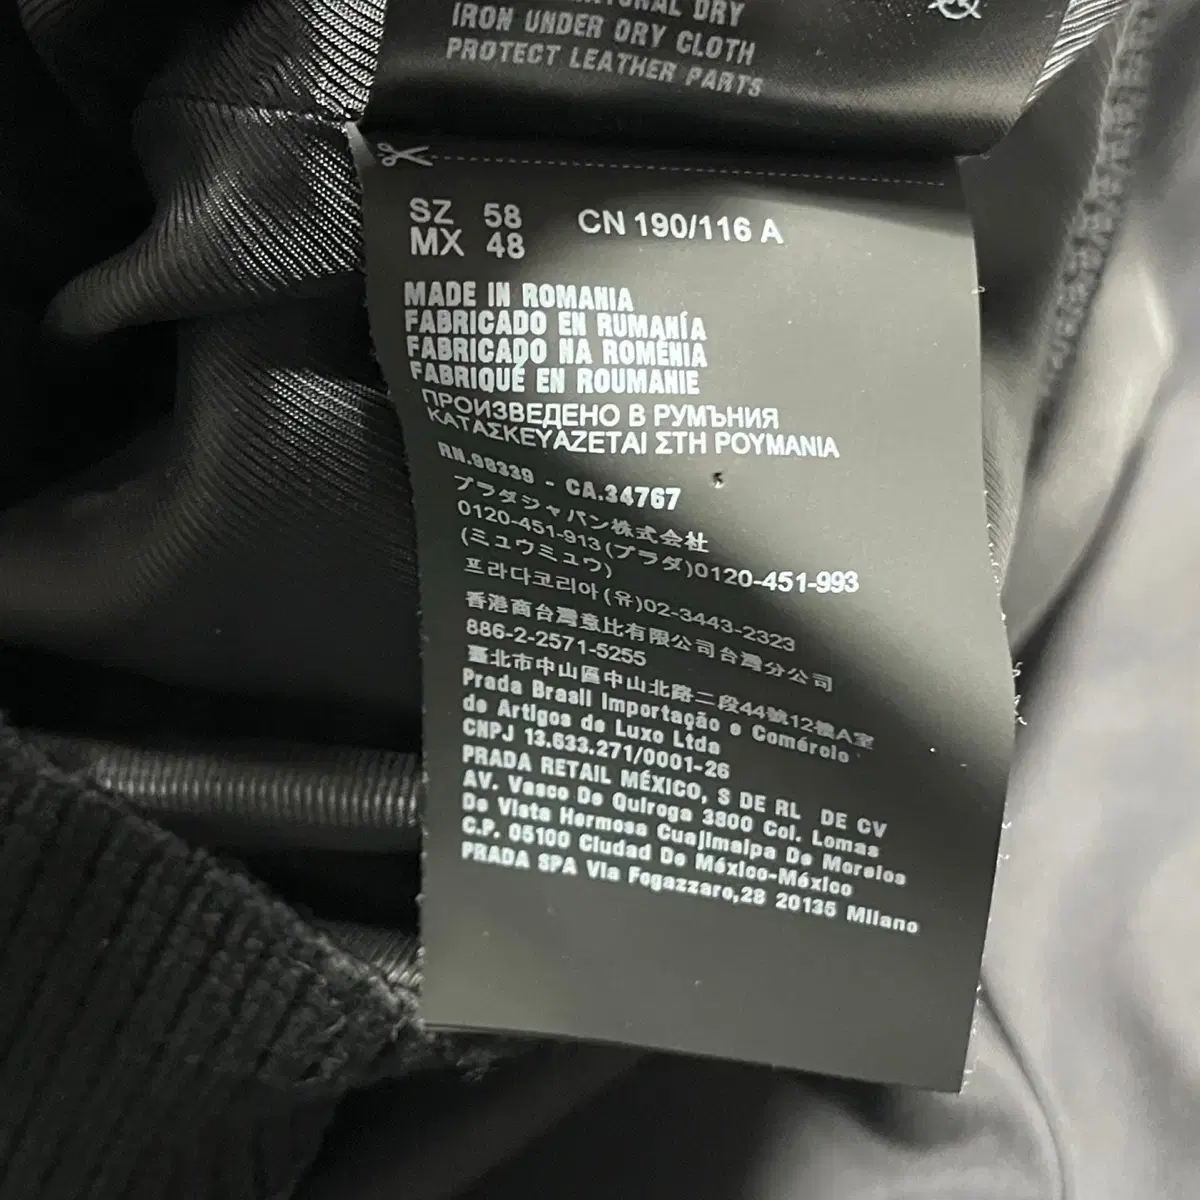 NATURAL DRY
IRON UNDER DRY CLOTH
PROTECT LEATHER PARTS
SZ 58 CN 190/116 A
MX 48
MADE IN ROMANIA
FABRICADO EN RUMANÍA
FABRICADO NA ROMÊNIA
FABRIQUÉ EN ROUMANIE
ПРОИЗВЕДЕНО В РУМЪНИЯ
ΚΑΤΑΣΚΕΥΑΖΕΤΑΙ ΣΤΗ ΡΟΥΜΑΝΙΑ
RN.98339 - CA.34767
プラダジャパン株式会社
0120-451-913(プラダ)0120-451-993
(ミュウミュウ)
프라다코리아(유)02-3443-2323
香港商台灣意比有限公司台灣分公司
886-2-2571-5255
臺北市中山區中山北路二段44號12樓A室
Prada Brasil Importação e Comércio
de Artigos de Luxo Ltda
CNPJ 13.633.271/0001-26
PRADA RETAIL MÉXICO, S DE RL DE CV
AV. Vasco De Quiroga 3800 Col. Lomas
De Vista Hermosa Cuajimalpa De Morelos
C.P. 05100 Ciudad De México-México
PRADA SPA Via Fogazzaro,28 20135 Milano